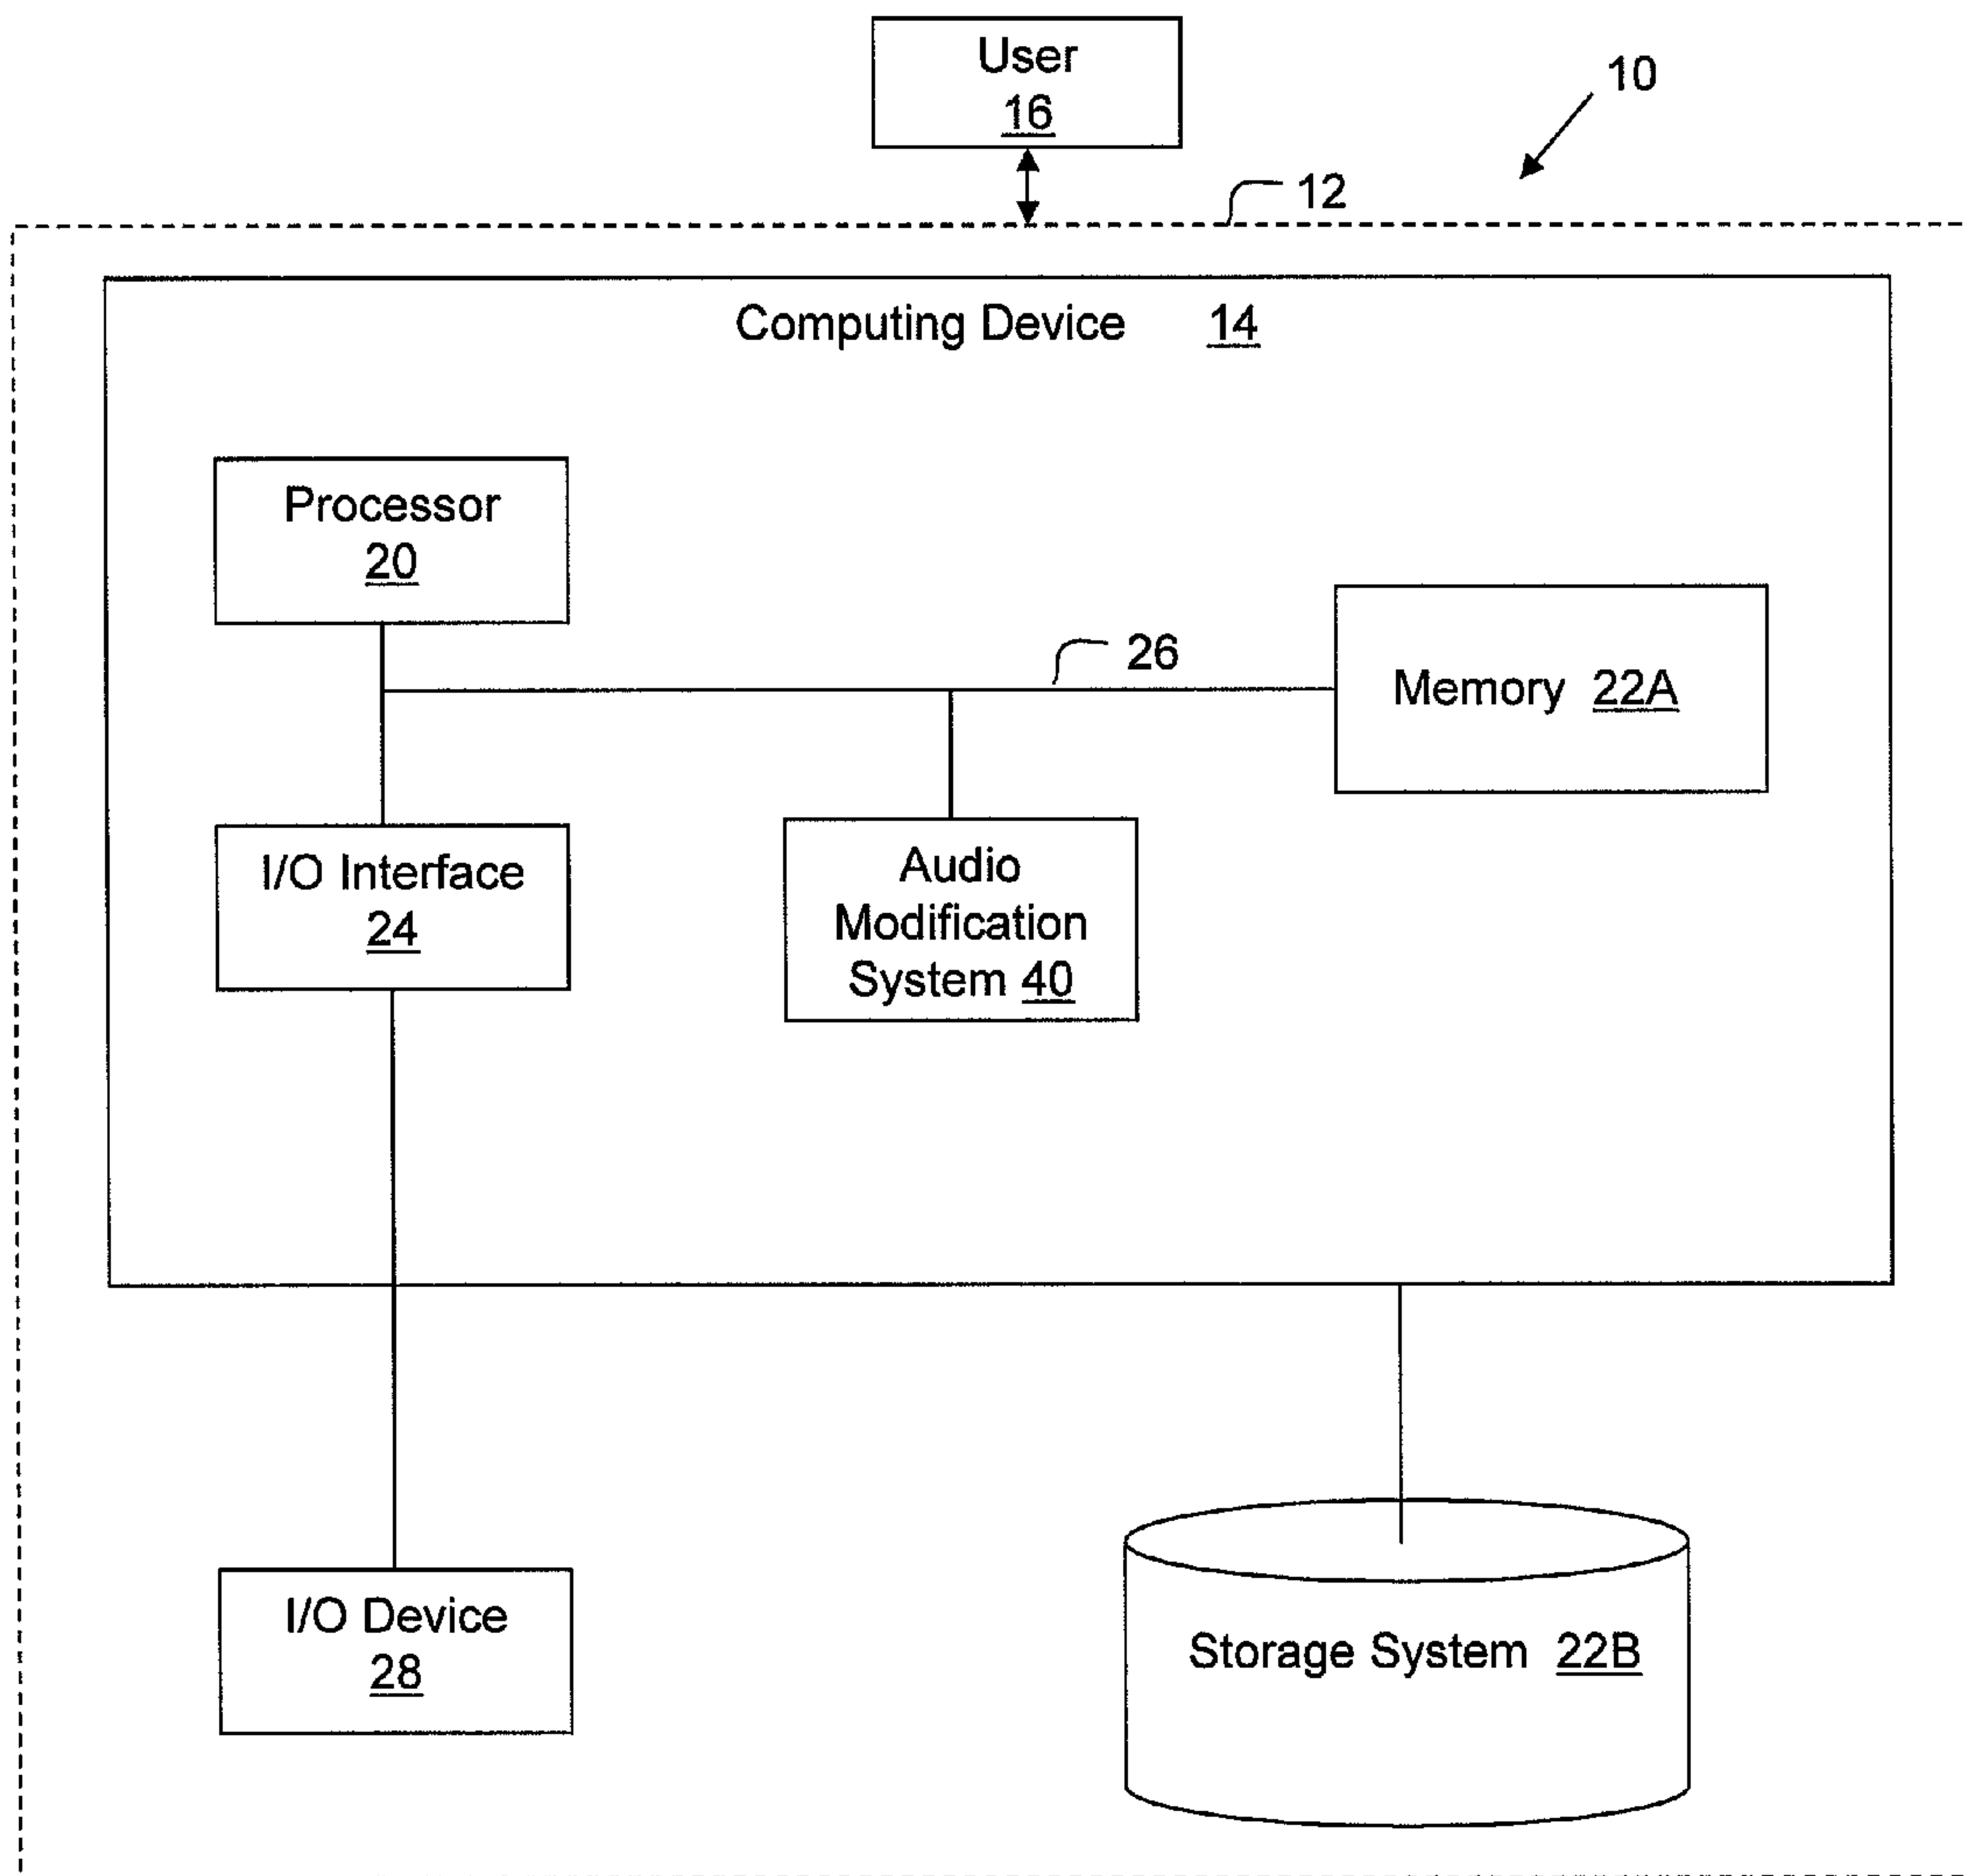 User
16
10
12
Computing Device 14
Processor
20
26
Memory 22A
I/O Interface
24
Audio
Modification
System 40
I/O Device
28
Storage System 22B